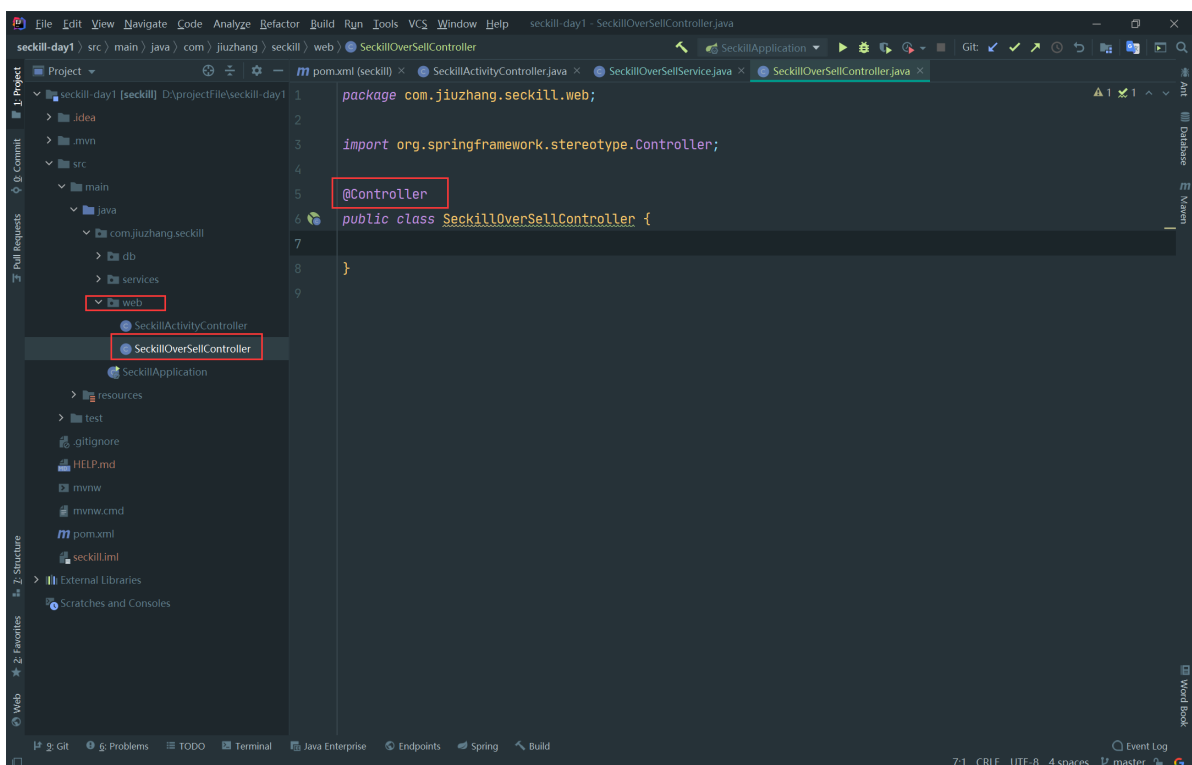 File Edit View Navigate Code Analyze Refactor Build Run Tools VCS Window Help seckill-day1 - SeckillOverSellController.java
seckill-day1 src main java com jiuzhang seckill web SeckillOverSellController
SeckillApplication
Git:
Project
pom.xml (seckill)
SeckillActivityController.java
SeckillOverSellService.java
SeckillOverSellController.java
seckill-day1 [seckill] D:\projectFile\seckill-day1
.idea
.mvn
src
main
java
com.jiuzhang.seckill
db
services
web
SeckillActivityController
SeckillOverSellController
SeckillApplication
resources
test
.gitignore
HELP.md
mvnw
mvnw.cmd
pom.xml
seckill.iml
External Libraries
Scratches and Consoles
1 package com.jiuzhang.seckill.web;
2
3 import org.springframework.stereotype.Controller;
4
5 @Controller
6 public class SeckillOverSellController {
7
8 }
9
1 1
1: Project
0: Commit
Pull Requests
7: Structure
2: Favorites
Web
Ant
Database
Maven
Word Book
9: Git 6: Problems TODO Terminal Java Enterprise Endpoints Spring Build
Event Log
7:1 CRLF UTF-8 4 spaces master